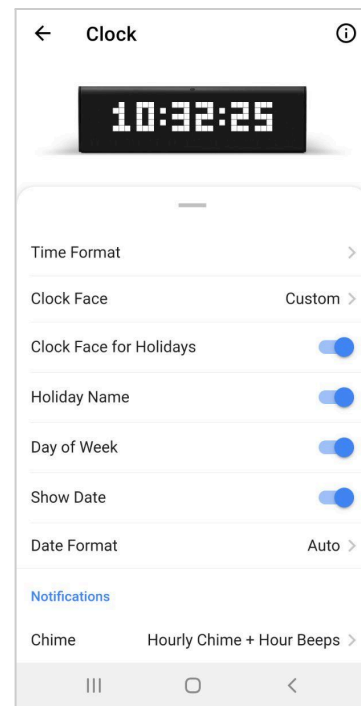 Clock
10:32:25
Time Format
Clock Face Custom
Clock Face for Holidays
Holiday Name
Day of Week
Show Date
Date Format Auto
Notifications
Chime Hourly Chime + Hour Beeps